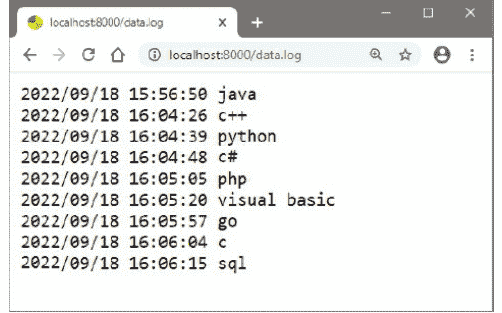 localhost:8000/data.log
localhost:8000/data.log
2022/09/18 15:56:50 java
2022/09/18 16:04:26 c++
2022/09/18 16:04:39 python
2022/09/18 16:04:48 c#
2022/09/18 16:05:05 php
2022/09/18 16:05:20 visual basic
2022/09/18 16:05:57 go
2022/09/18 16:06:04 c
2022/09/18 16:06:15 sql